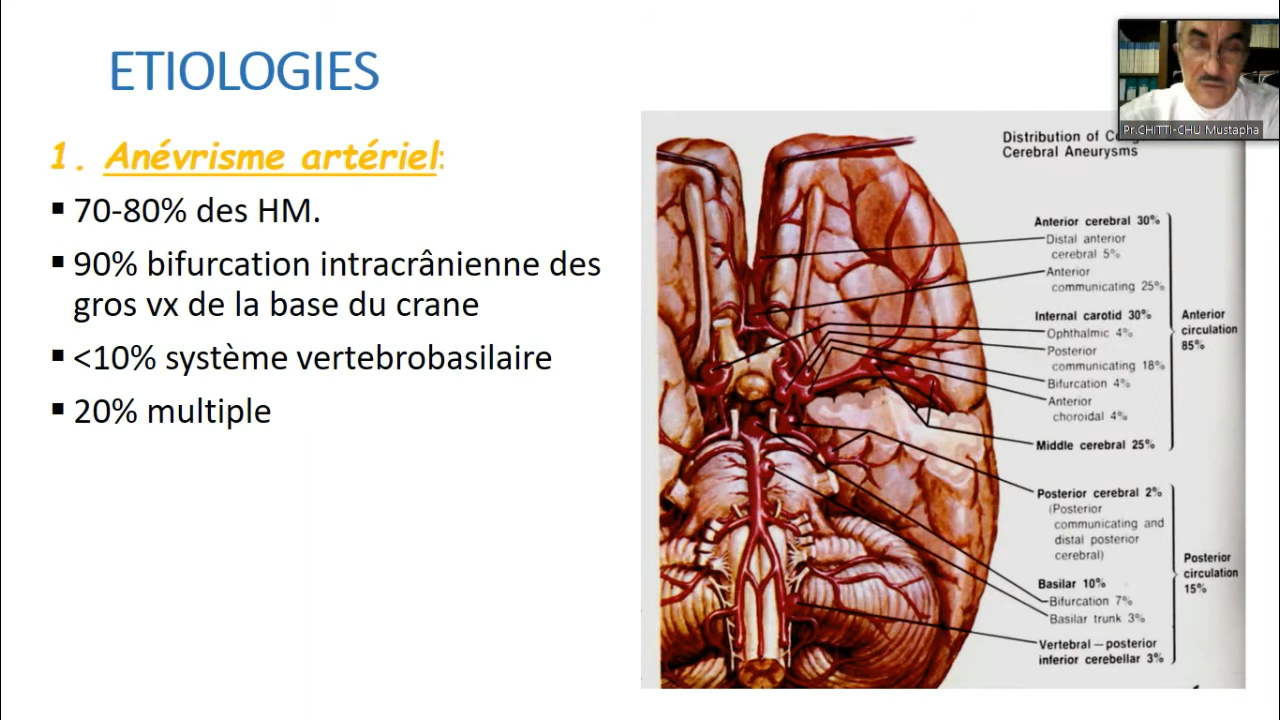 ETIOLOGIES
1. Anévrisme artériel:
▪ 70-80% des HM.
▪ 90% bifurcation intracrânienne des
gros vx de la base du crane
▪ <10% système vertebrobasilaire
▪ 20% multiple
Pr.CHITTI-CHU Mustapha
Distribution of
Cerebral Aneurysms
Anterior cerebral 30%
Distal anterior
cerebral 5%
Anterior
communicating 25%
Internal carotid 30%
Ophthalmic 4%
Posterior
communicating 18%
Bifurcation 4%
Anterior
choroidal 4%
Middle cerebral 25%
Anterior
circulation
85%
Posterior cerebral 2%
(Posterior
communicating and
distal posterior
cerebral)
Basilar 10%
Bifurcation 7%
Basilar trunk 3%
Vertebral – posterior
inferior cerebellar 3%
Posterior
circulation
15%